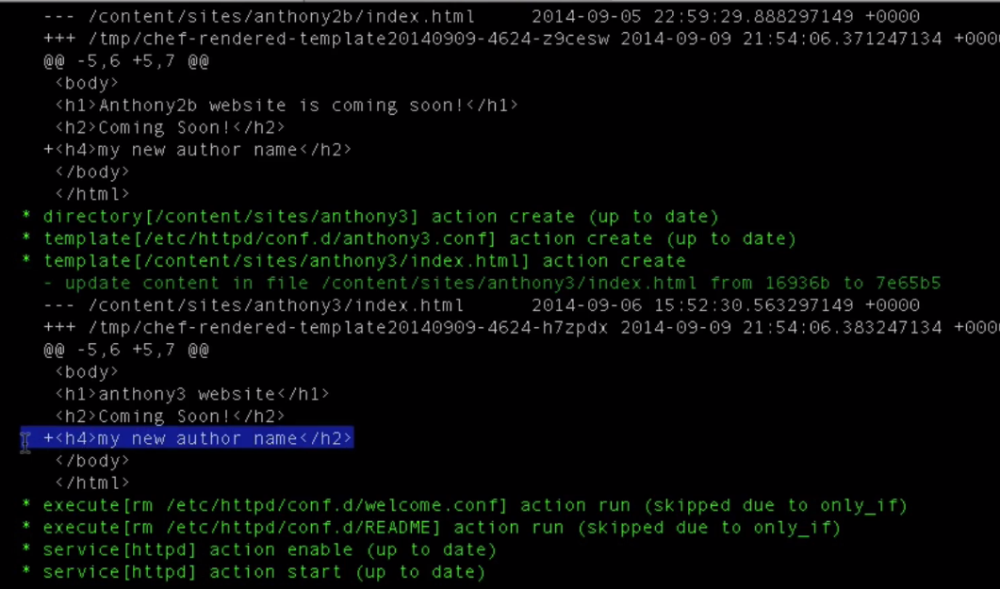 --- /content/sites/anthony2b/index.html 2014-09-05 22:59:29.888297149 +0000
+++ /tmp/chef-rendered-template20140909-4624-z9cesw 2014-09-09 21:54:06.371247134 +000
@@ -5,6 +5,7 @@
<body>
<h1>Anthony2b website is coming soon!</h1>
<h2>Coming Soon!</h2>
+<h4>my new author name</h2>
</body>
</html>
* directory[/content/sites/anthony3] action create (up to date)
* template[/etc/httpd/conf.d/anthony3.conf] action create (up to date)
* template[/content/sites/anthony3/index.html] action create
- update content in file /content/sites/anthony3/index.html from 16936b to 7e65b5
--- /content/sites/anthony3/index.html 2014-09-06 15:52:30.563297149 +0000
+++ /tmp/chef-rendered-template20140909-4624-h7zpdx 2014-09-09 21:54:06.383247134 +000
@@ -5,6 +5,7 @@
<body>
<h1>anthony3 website</h1>
<h2>Coming Soon!</h2>
+<h4>my new author name</h2>
</body>
</html>
* execute[rm /etc/httpd/conf.d/welcome.conf] action run (skipped due to only_if)
* execute[rm /etc/httpd/conf.d/README] action run (skipped due to only_if)
* service[httpd] action enable (up to date)
* service[httpd] action start (up to date)